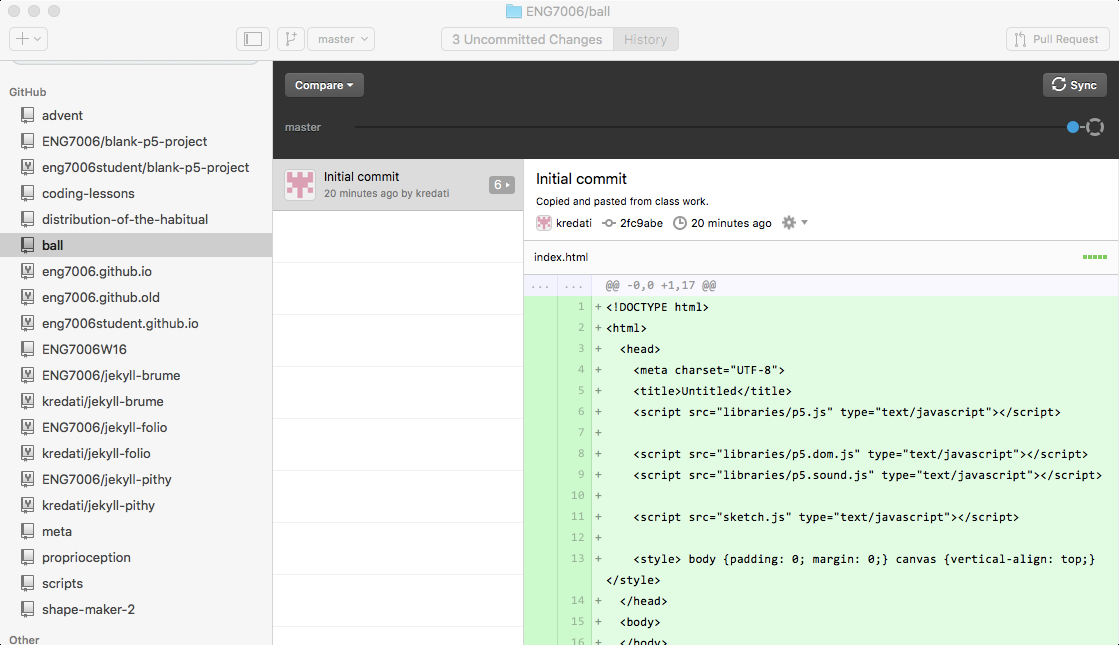 ENG7006/ball
master
3 Uncommitted Changes
History
Pull Request
GitHub
advent
ENG7006/blank-p5-project
eng7006student/blank-p5-project
coding-lessons
distribution-of-the-habitual
ball
eng7006.github.io
eng7006.github.old
eng7006student.github.io
ENG7006W16
ENG7006/jekyll-brume
kredati/jekyll-brume
ENG7006/jekyll-folio
kredati/jekyll-folio
ENG7006/jekyll-pithy
kredati/jekyll-pithy
meta
proprioception
scripts
shape-maker-2
Other
Compare
Sync
master
Initial commit
20 minutes ago by kredati
6
Initial commit
Copied and pasted from class work.
kredati 2fc9abe 20 minutes ago
index.html
... ... @@ -0,0 +1,17 @@
1 +<!DOCTYPE html>
2 +<html>
3 +  <head>
4 +    <meta charset="UTF-8">
5 +    <title>Untitled</title>
6 +    <script src="libraries/p5.js" type="text/javascript"></script>
7 +
8 +    <script src="libraries/p5.dom.js" type="text/javascript"></script>
9 +    <script src="libraries/p5.sound.js" type="text/javascript"></script>
10 +
11 +    <script src="sketch.js" type="text/javascript"></script>
12 +
13 +    <style> body {padding: 0; margin: 0;} canvas {vertical-align: top;}
</style>
14 +  </head>
15 +  <body>
16 +  </body>